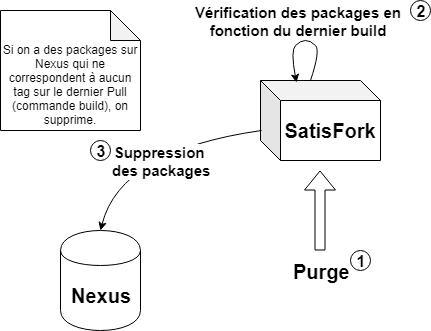 Vérification des packages en
fonction du dernier build
2
Si on a des packages sur
Nexus qui ne
correspondent à aucun
tag sur le dernier Pull
(commande build), on
supprime.
SatisFork
3
Suppression
des packages
Purge
1
Nexus